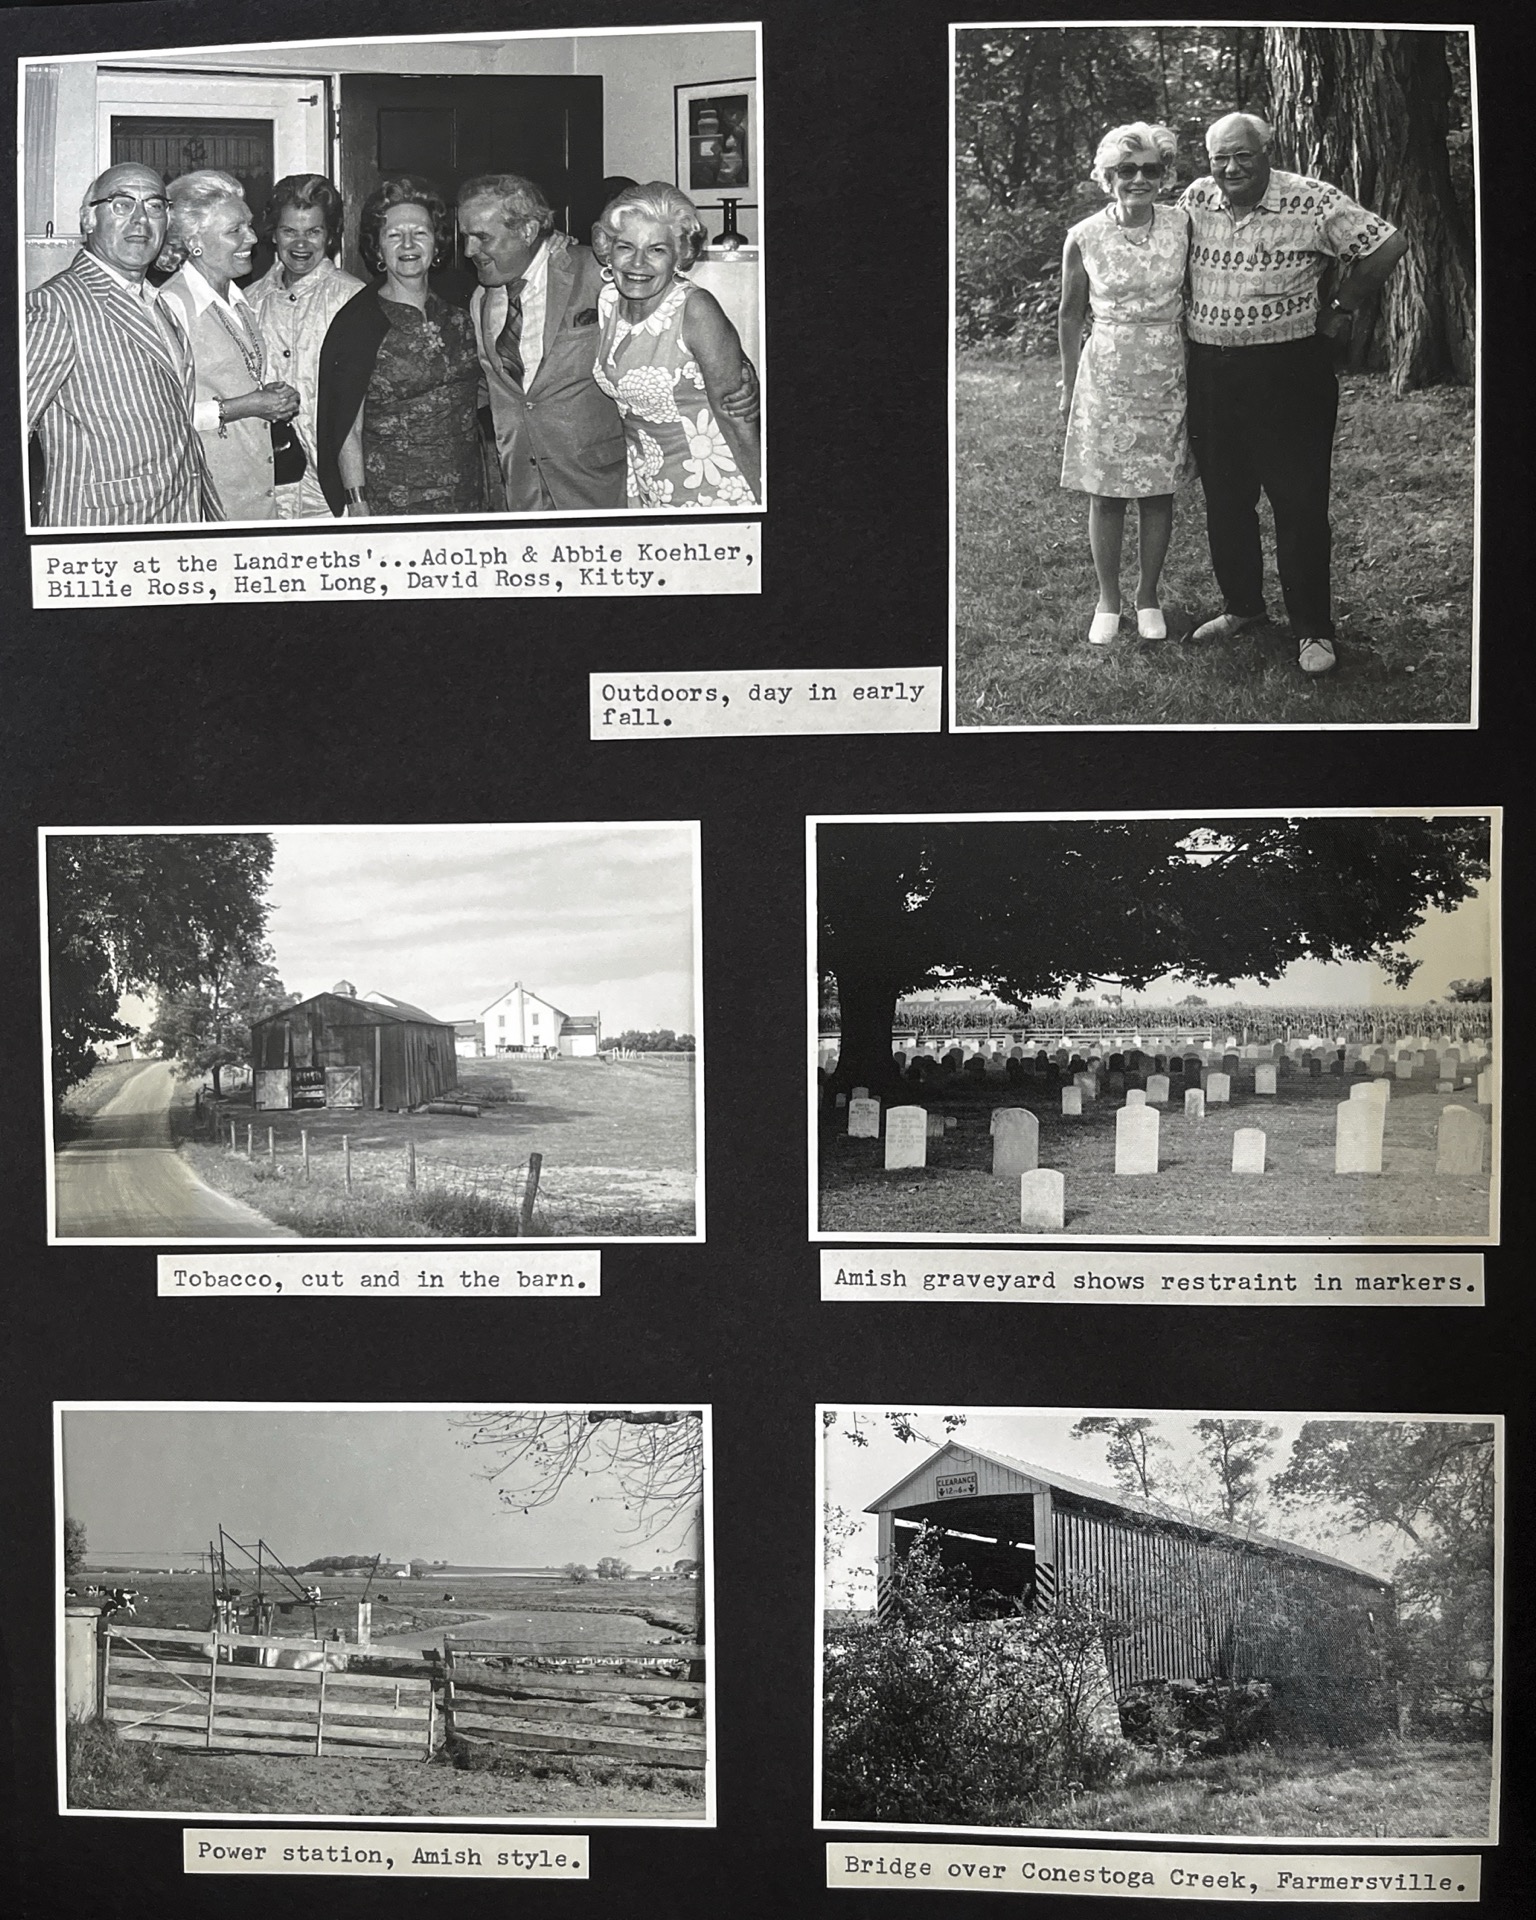 Party at the Landreths'...Adolph & Abbie Koehler,
Billie Ross, Helen Long, David Ross, Kitty.
Outdoors, day in early
fall.
Tobacco, cut and in the barn.
Amish graveyard shows restraint in markers.
CLEARANCE
Power station, Amish style.
Bridge over Conestoga Creek, Farmersville.